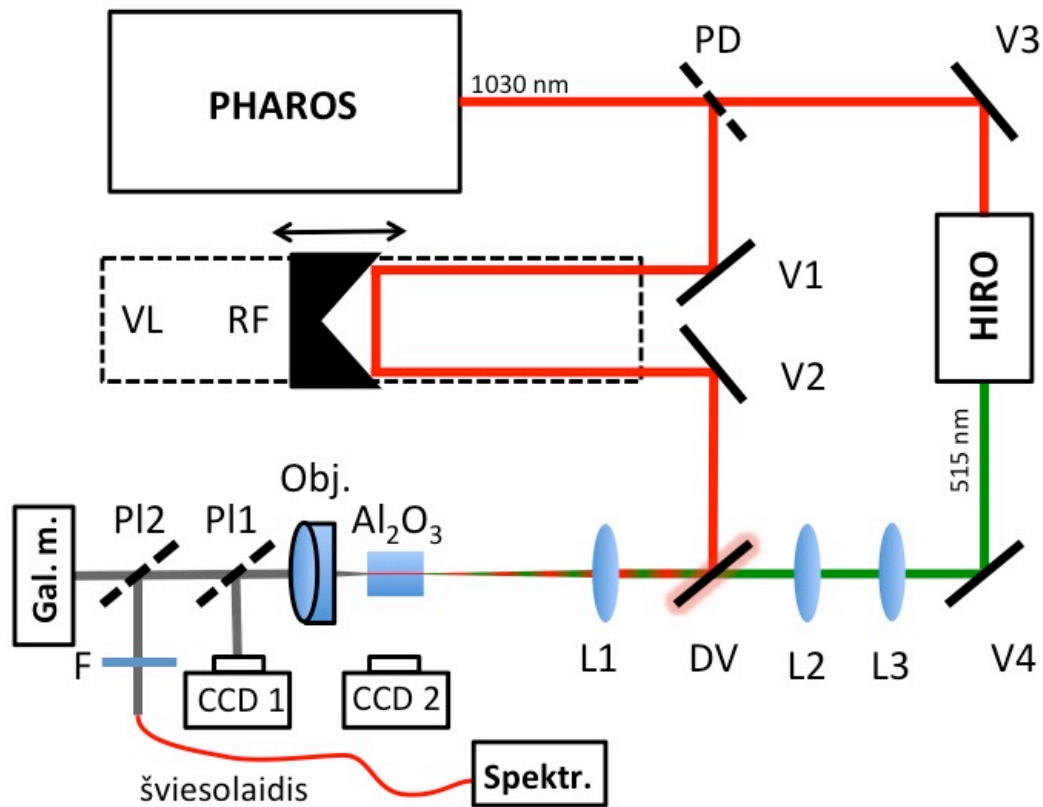 PD
V3
PHAROS
1030 nm
VL
RF
V1
HIRO
V2
515 nm
Obj.
Pl2
Pl1
Al₂O₃
Gal. m.
F
CCD 1
CCD 2
L1
DV
L2
L3
V4
šviesolaidis
Spektr.